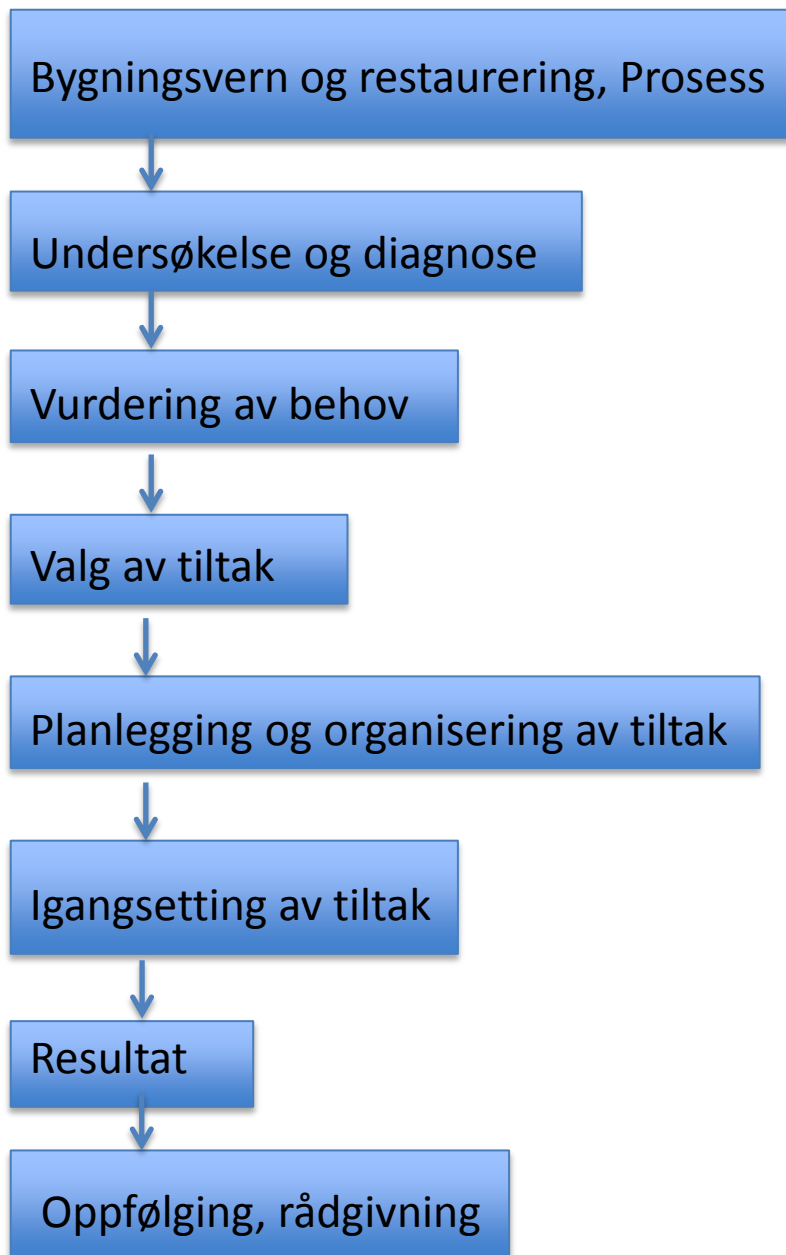 Bygningsvern og restaurering, Prosess
Undersøkelse og diagnose
Vurdering av behov
Valg av tiltak
Planlegging og organisering av tiltak
Igangsetting av tiltak
Resultat
Oppfølging, rådgivning